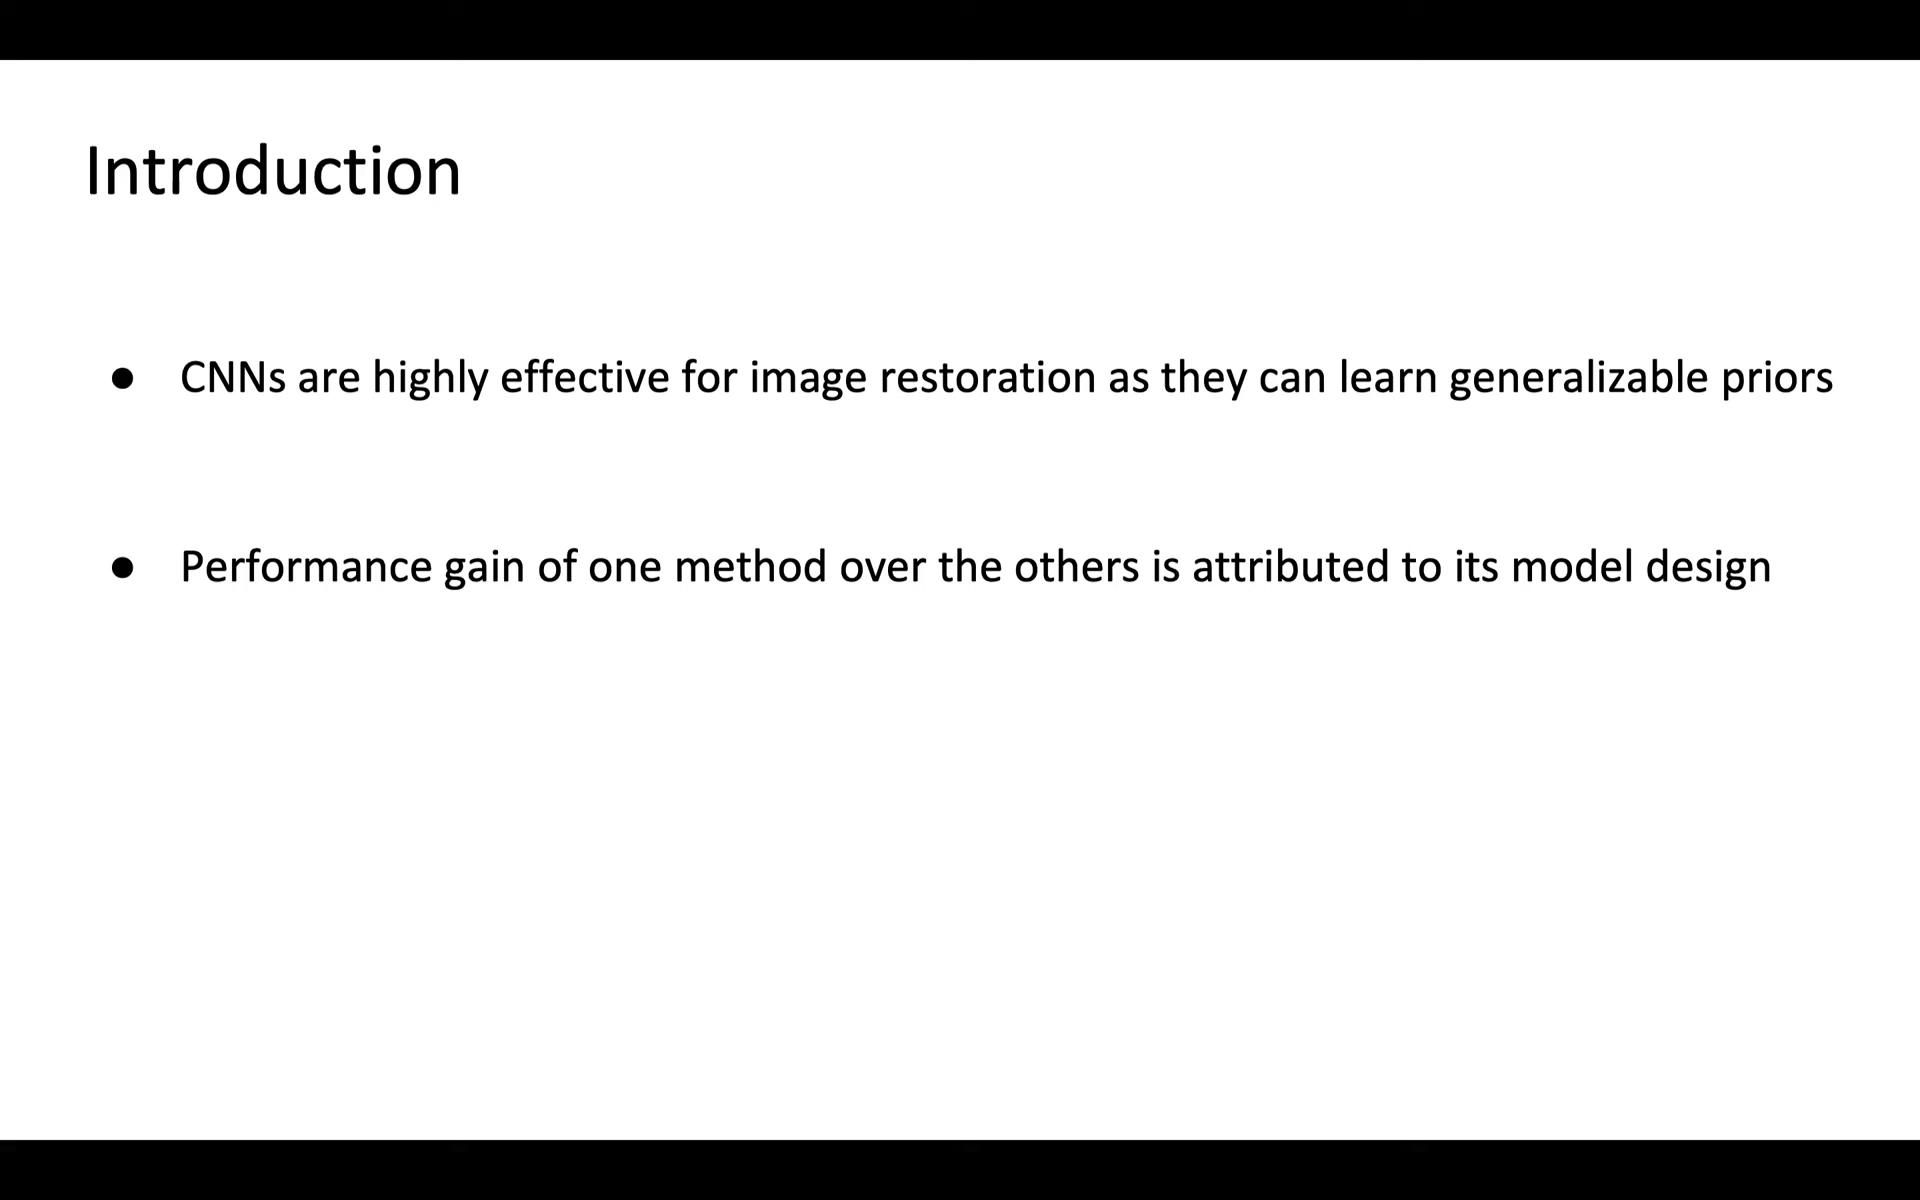 Introduction
● CNNs are highly effective for image restoration as they can learn generalizable priors
● Performance gain of one method over the others is attributed to its model design